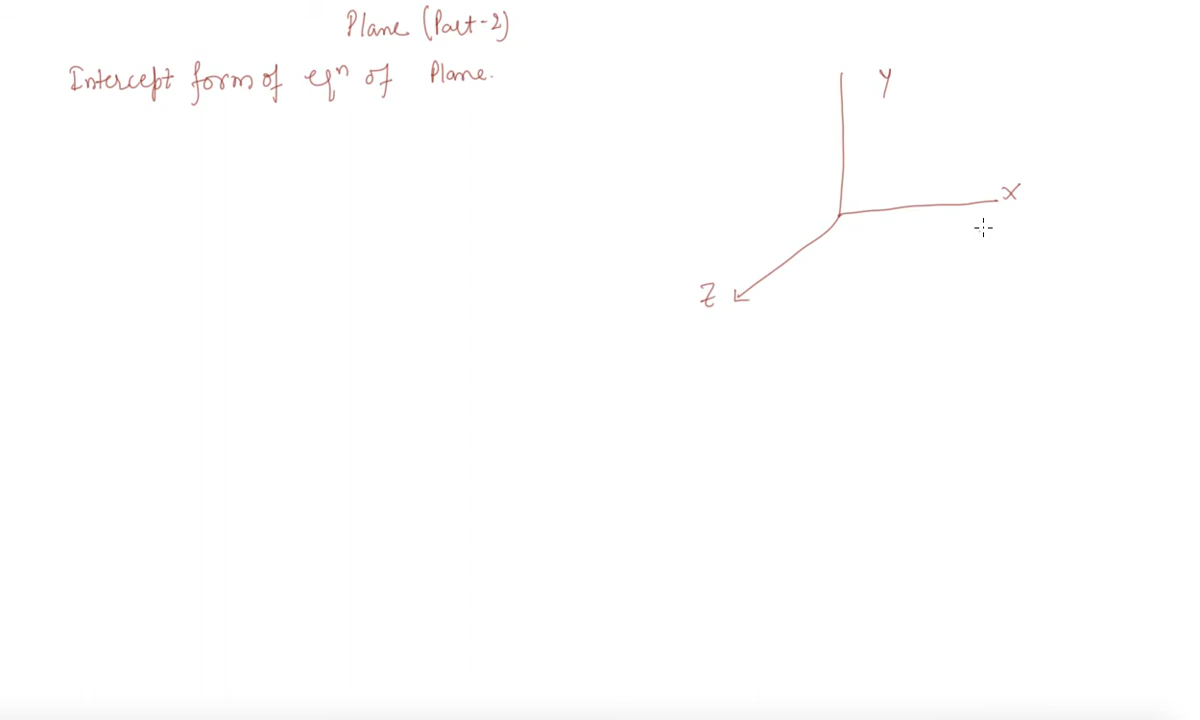 Plane (Part-2)
Intercept form of eqⁿ of Plane.
Y
X
Z